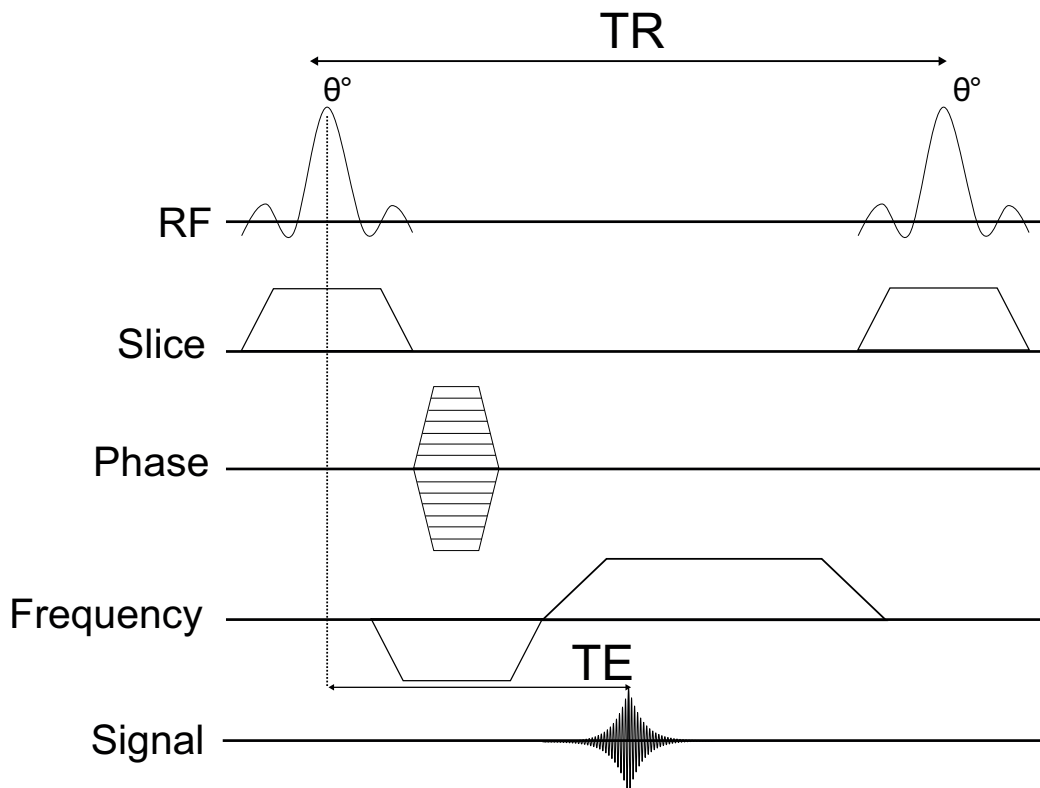 TR
θ° θ°
RF
Slice
Phase
Frequency
TE
Signal